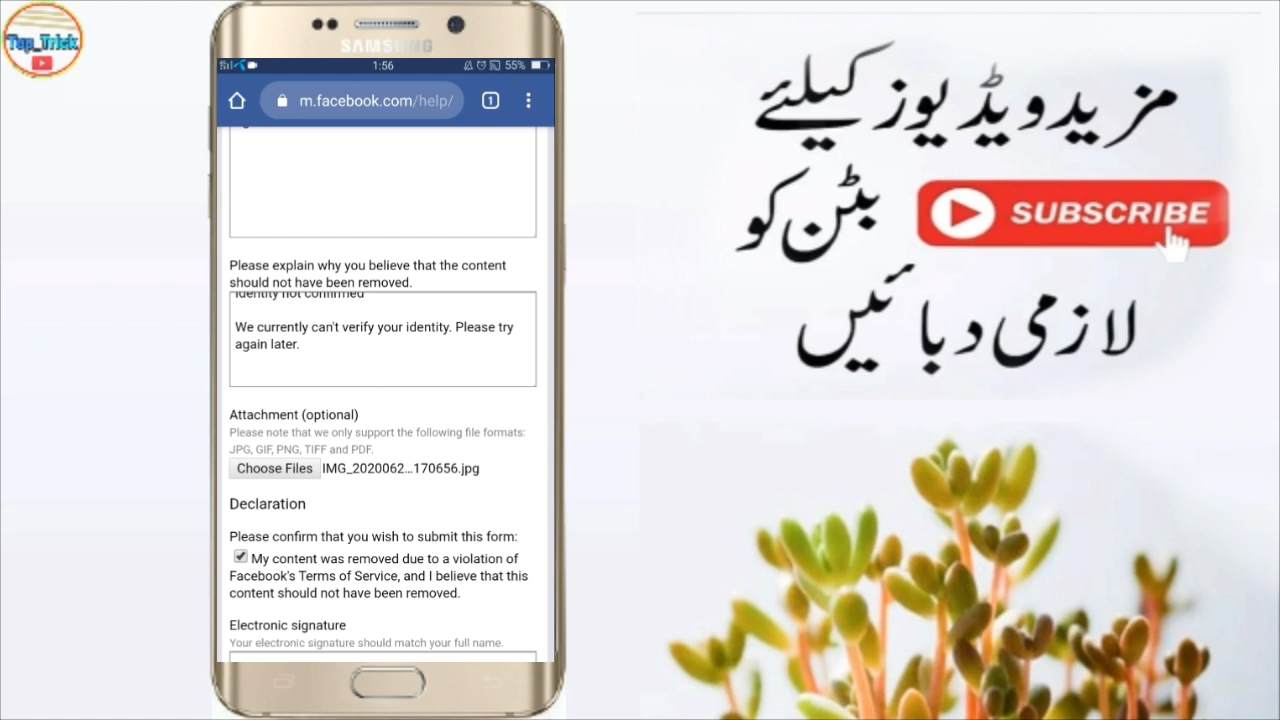 Top_Trick
SAMSUNG
1:56
55%
m.facebook.com/help/
1
Please explain why you believe that the content
should not have been removed.
Identity not confirmed
We currently can't verify your identity. Please try
again later.
Attachment (optional)
Please note that we only support the following file formats:
JPG, GIF, PNG, TIFF and PDF.
Choose Files IMG_2020062...170656.jpg
Declaration
Please confirm that you wish to submit this form:
My content was removed due to a violation of
Facebook's Terms of Service, and I believe that this
content should not have been removed.
Electronic signature
Your electronic signature should match your full name.
مزید ویڈیوز کیلئے
SUBSCRIBE بٹن کو
لازمی دبائیں